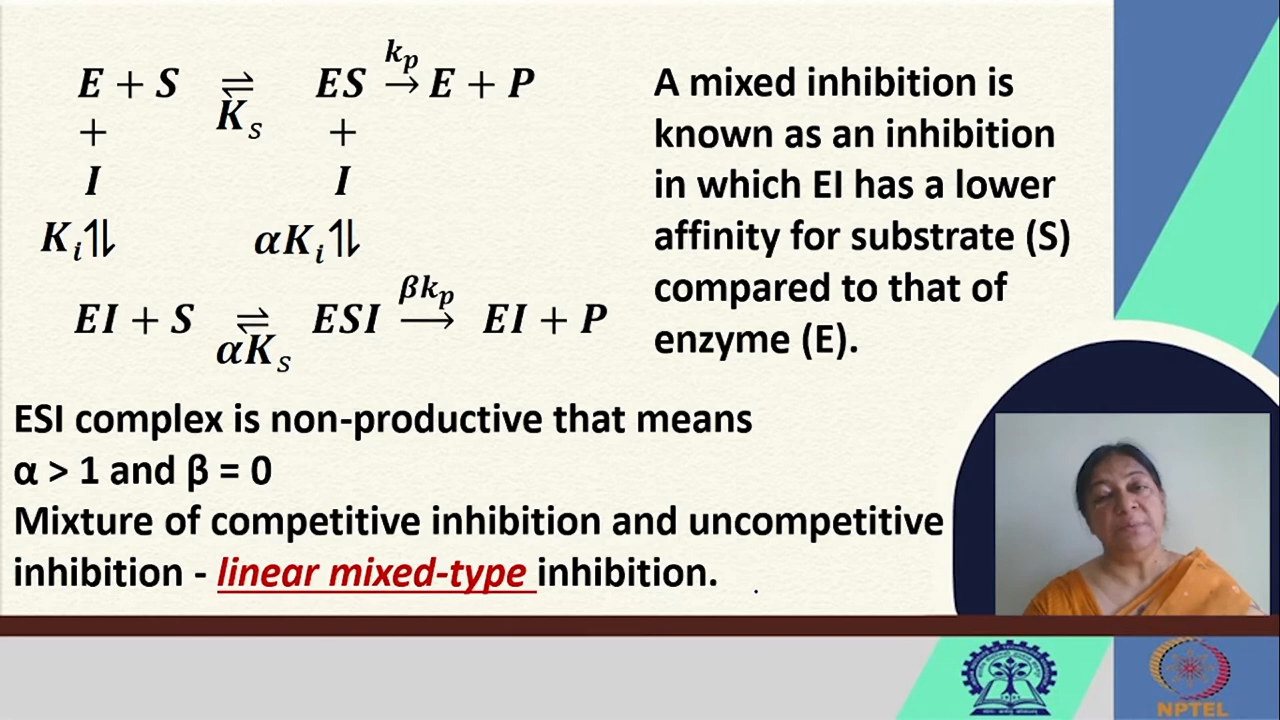 E + S ⇌ ES →(kp) E + P
Ks
+ +
I I
Ki⥮ αKi⥮
EI + S ⇌ ESI →(βkp) EI + P
αKs
A mixed inhibition is
known as an inhibition
in which EI has a lower
affinity for substrate (S)
compared to that of
enzyme (E).
ESI complex is non-productive that means
α > 1 and β = 0
Mixture of competitive inhibition and uncompetitive
inhibition - linear mixed-type inhibition.
NPTEL